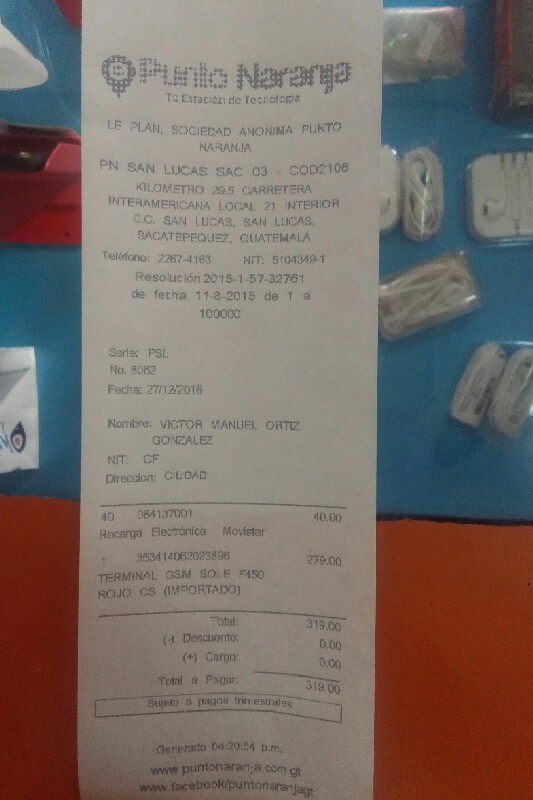 Punto Naranja
Tu Estación de Tecnología
LE PLAN, SOCIEDAD ANONIMA PUNTO
NARANJA
PN SAN LUCAS SAC 03 - COD2106
KILOMETRO 29.5 CARRETERA
INTERAMERICANA LOCAL 21 INTERIOR
C.C. SAN LUCAS, SAN LUCAS,
SACATEPEQUEZ, GUATEMALA
Teléfono: 2267-4163 NIT: 5104349-1
Resolución 2015-1-57-32761
de fecha 11-8-2015 de 1 a
100000
Serie: PSL
No. 8062
Fecha: 27/12/2016
Nombre: VICTOR MANUEL ORTIZ
GONZALEZ
NIT: CF
Direccion: CIUDAD
40 064137001 40.00
Recarga Electrónica Movistar
1 353414062023896 279.00
TERMINAL GSM SOLE F450
ROJO CS (IMPORTADO)
Total: 319.00
(-) Descuento: 0.00
(+) Cargo: 0.00
Total a Pagar: 319.00
Sujeto a pagos trimestrales
Generado 04:20:54 p.m.
www.puntonaranja.com.gt
www.facebook/puntonaranjagt